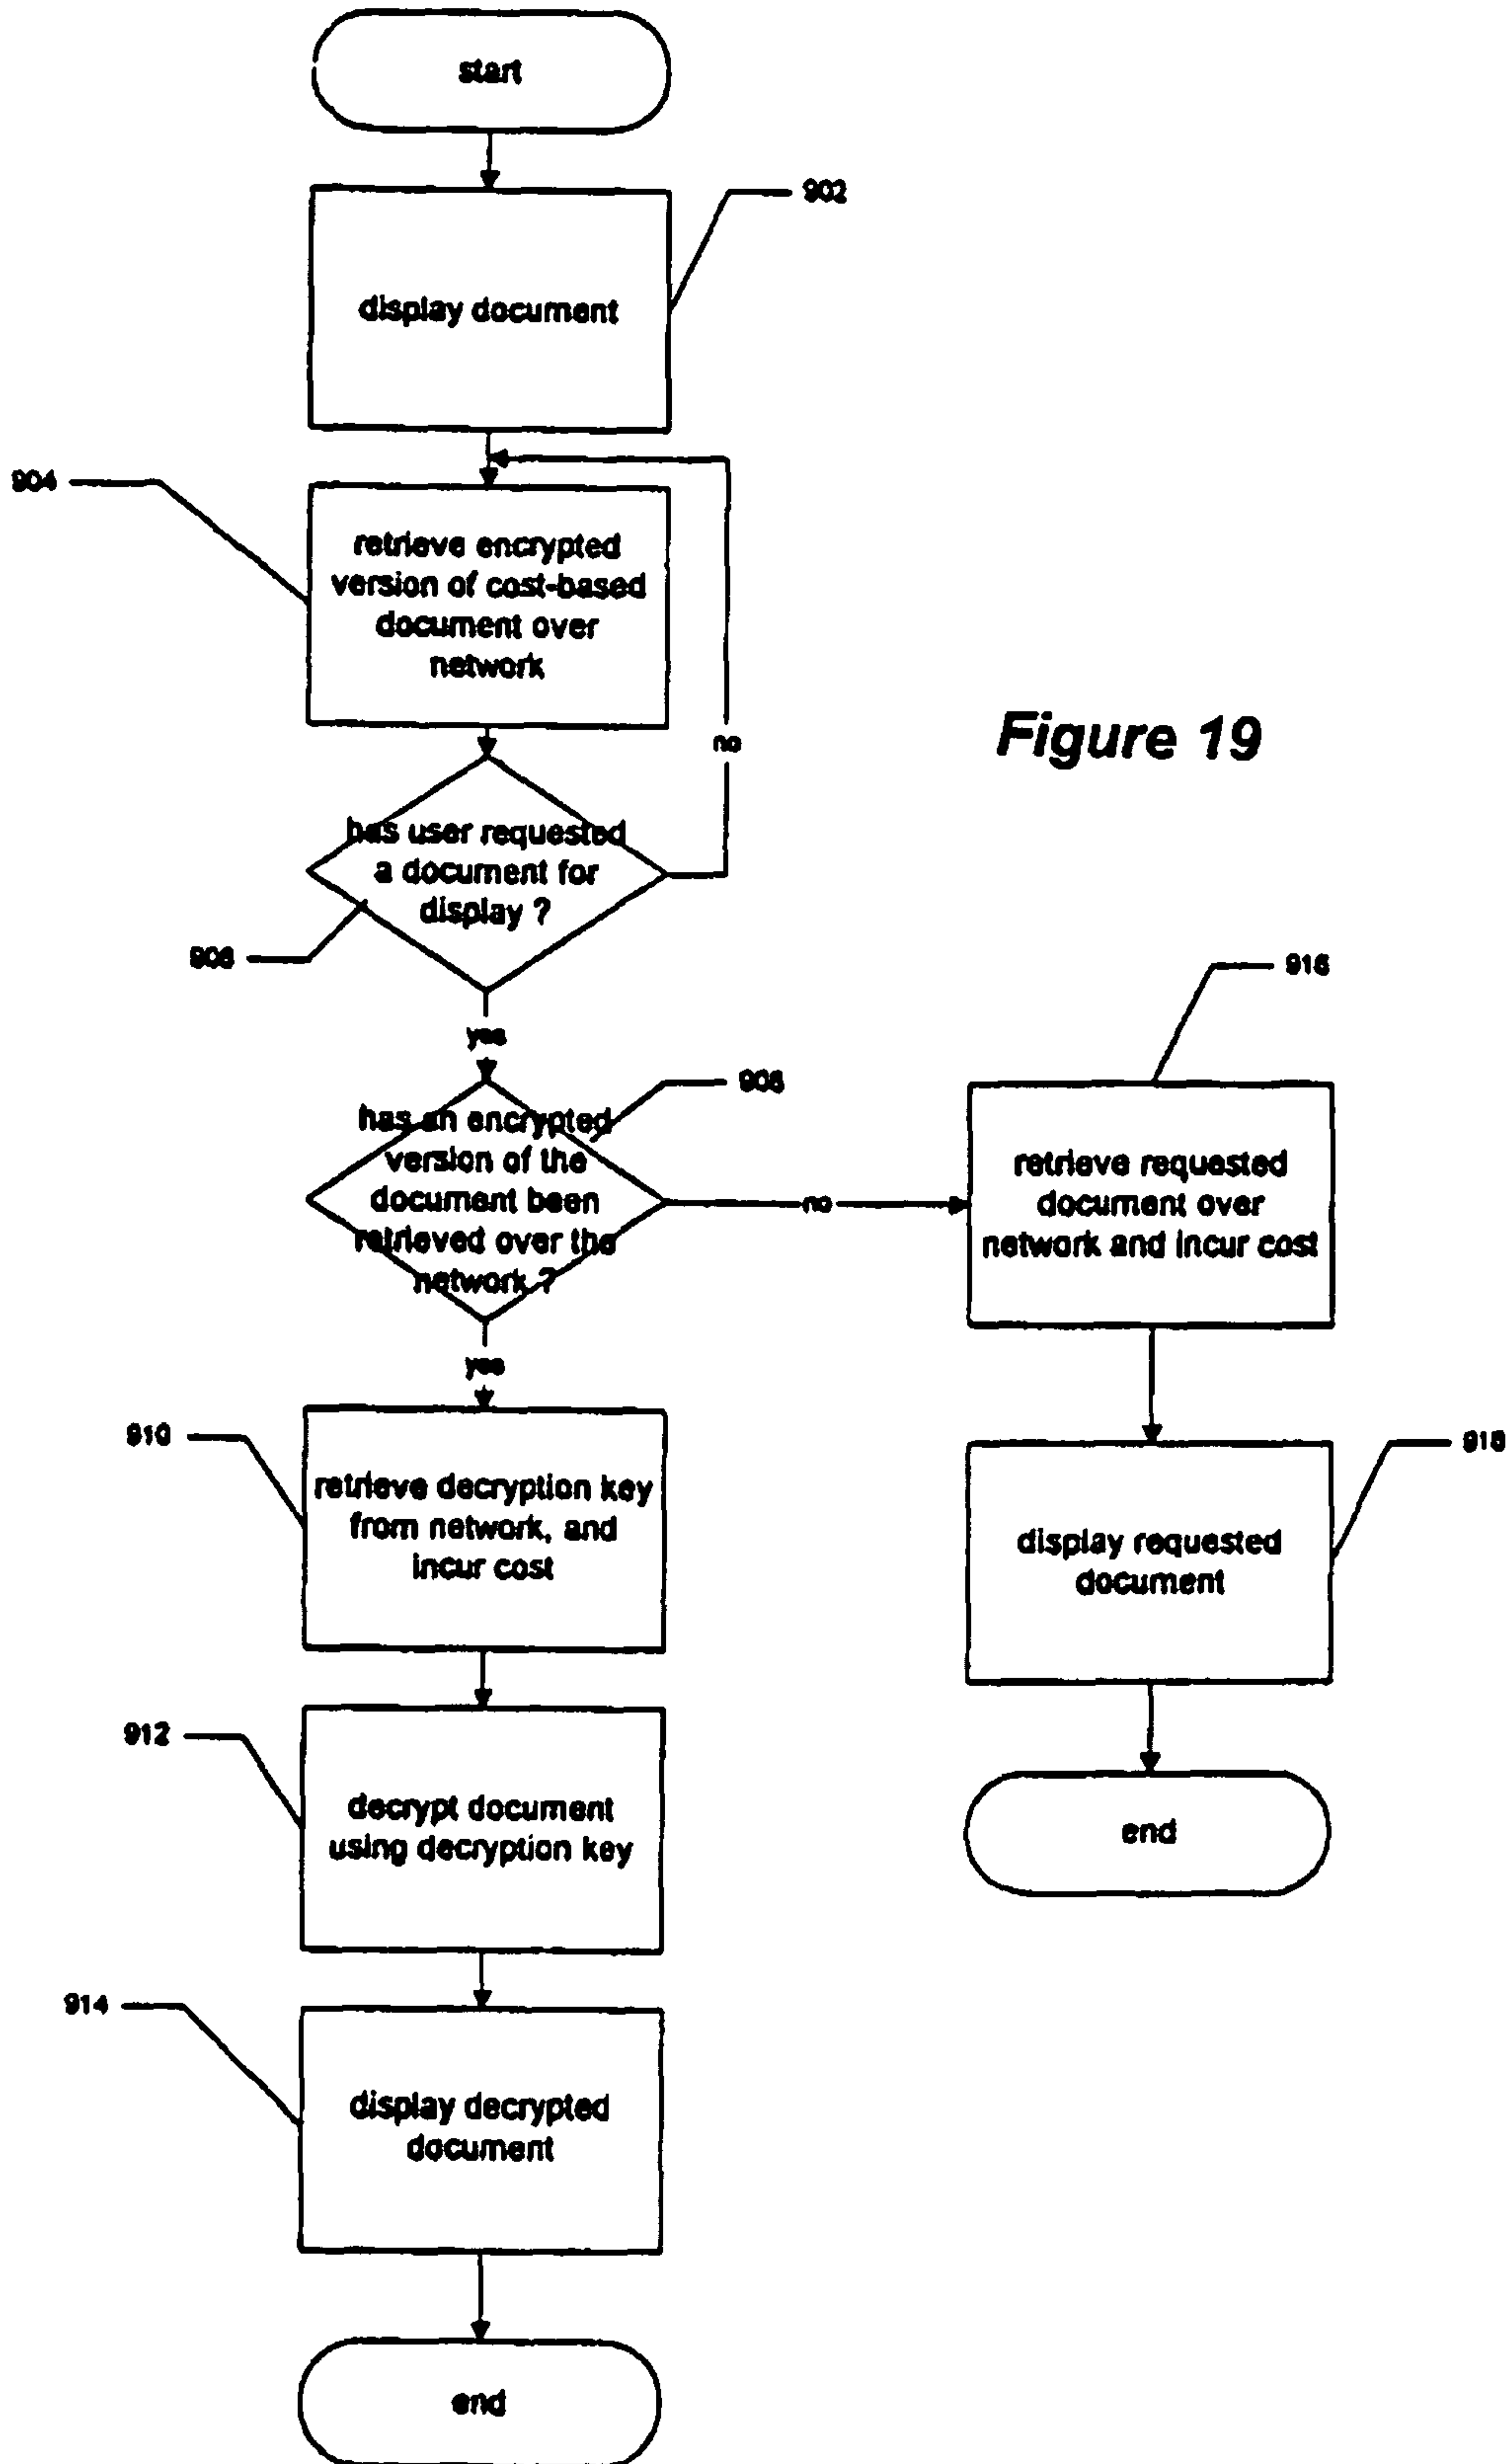 start
902
display document
904
retrieve encrypted
version of cost-based
document over
network
no
Figure 19
has user requested
a document for
display ?
906
yes
908
has an encrypted
version of the
document been
retrieved over the
network ?
no
916
retrieve requested
document over
network and incur cost
yes
910
retrieve decryption key
from network, and
incur cost
918
display requested
document
912
decrypt document
using decryption key
end
914
display decrypted
document
end